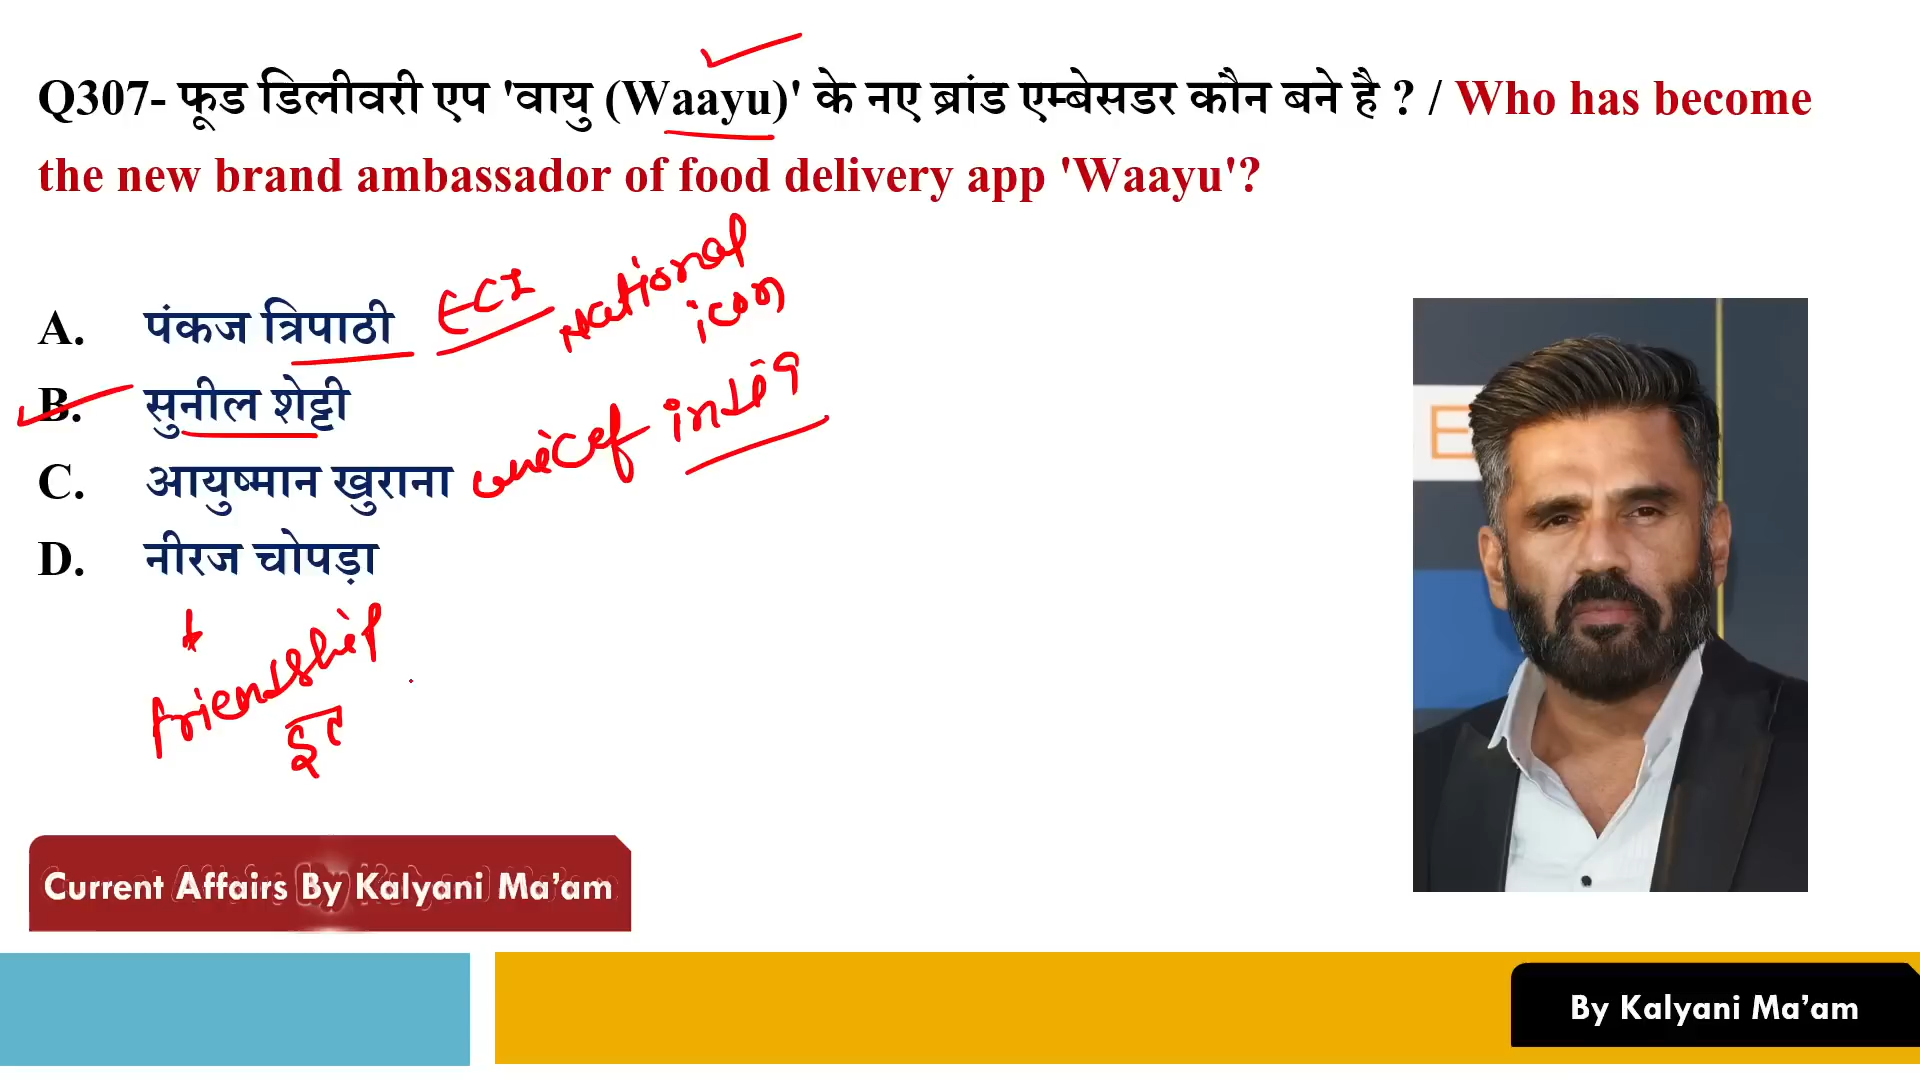 Q307- फूड डिलीवरी एप 'वायु (Waayu)' के नए ब्रांड एम्बेसडर कौन बने है ? / Who has become
the new brand ambassador of food delivery app 'Waayu'?
A. पंकज त्रिपाठी ECI National
icon
B. सुनील शेट्टी
C. आयुष्मान खुराना unicef
D. नीरज चोपड़ा
friendship
E
Current Affairs By Kalyani Ma’am
By Kalyani Ma’am